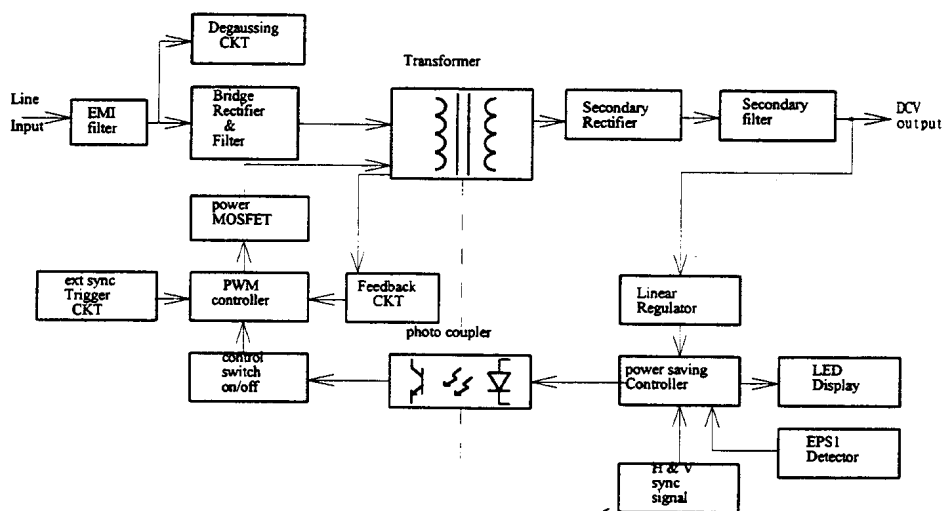 Degaussing
CKT
Transformer
Line
Input
EMI
filter
Bridge
Rectifier
&
Filter
Secondary
Rectifier
Secondary
filter
DCV
output
power
MOSFET
ext sync
Trigger
CKT
PWM
controller
Feedback
CKT
Linear
Regulator
photo coupler
control
switch
on/off
power saving
Controller
LED
Display
EPS1
Detector
H & V
sync
signal